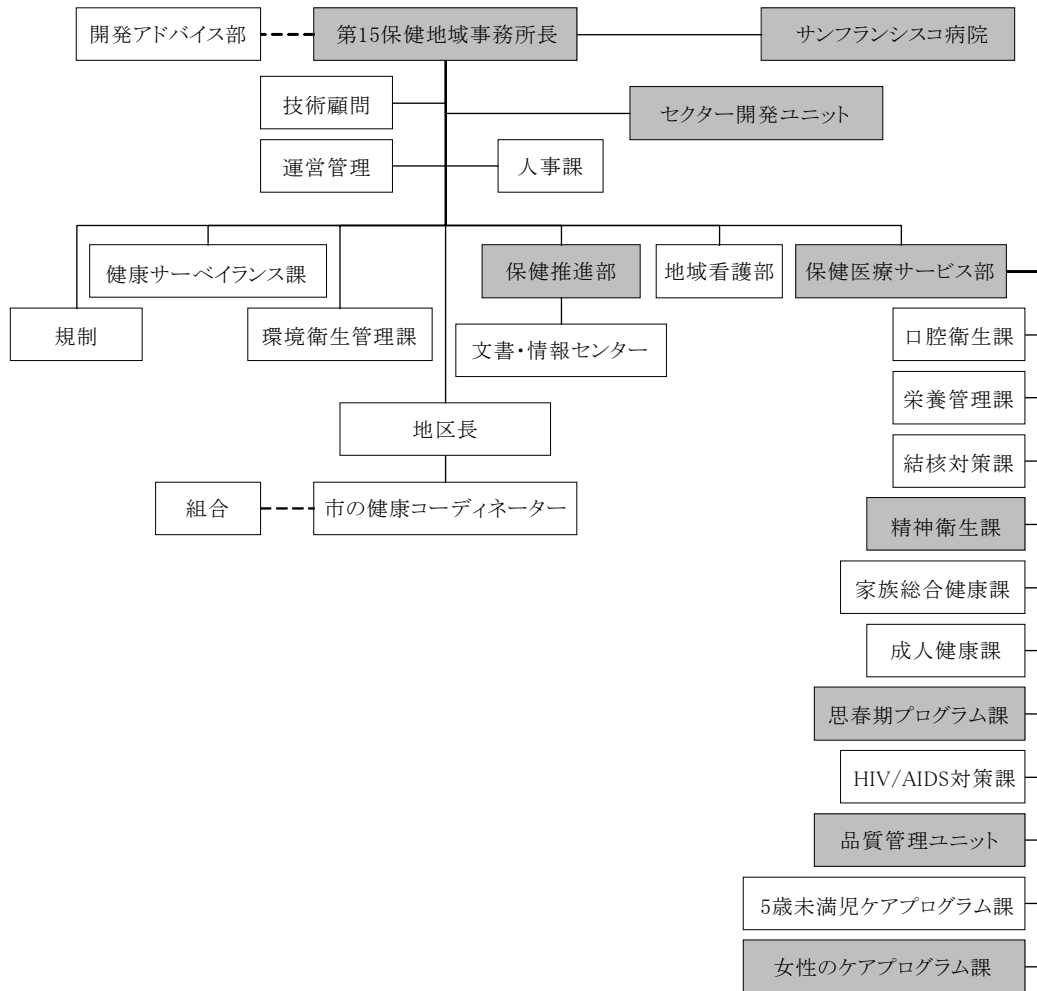 開発アドバイス部
第15保健地域事務所長
サンフランシスコ病院
技術顧問
セクター開発ユニット
運営管理
人事課
健康サーベイランス課
保健推進部
地域看護部
保健医療サービス部
規制
環境衛生管理課
文書・情報センター
口腔衛生課
栄養管理課
地区長
結核対策課
組合
市の健康コーディネーター
精神衛生課
家族総合健康課
成人健康課
思春期プログラム課
HIV/AIDS対策課
品質管理ユニット
5歳未満児ケアプログラム課
女性のケアプログラム課